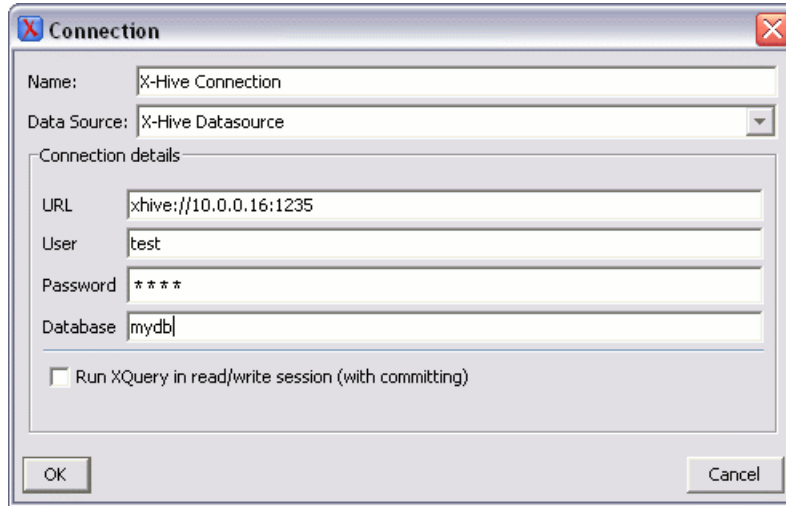 Connection
Name: X-Hive Connection
Data Source: X-Hive Datasource
Connection details
URL xhive://10.0.0.16:1235
User test
Password ****
Database mydb
Run XQuery in read/write session (with committing)
OK Cancel